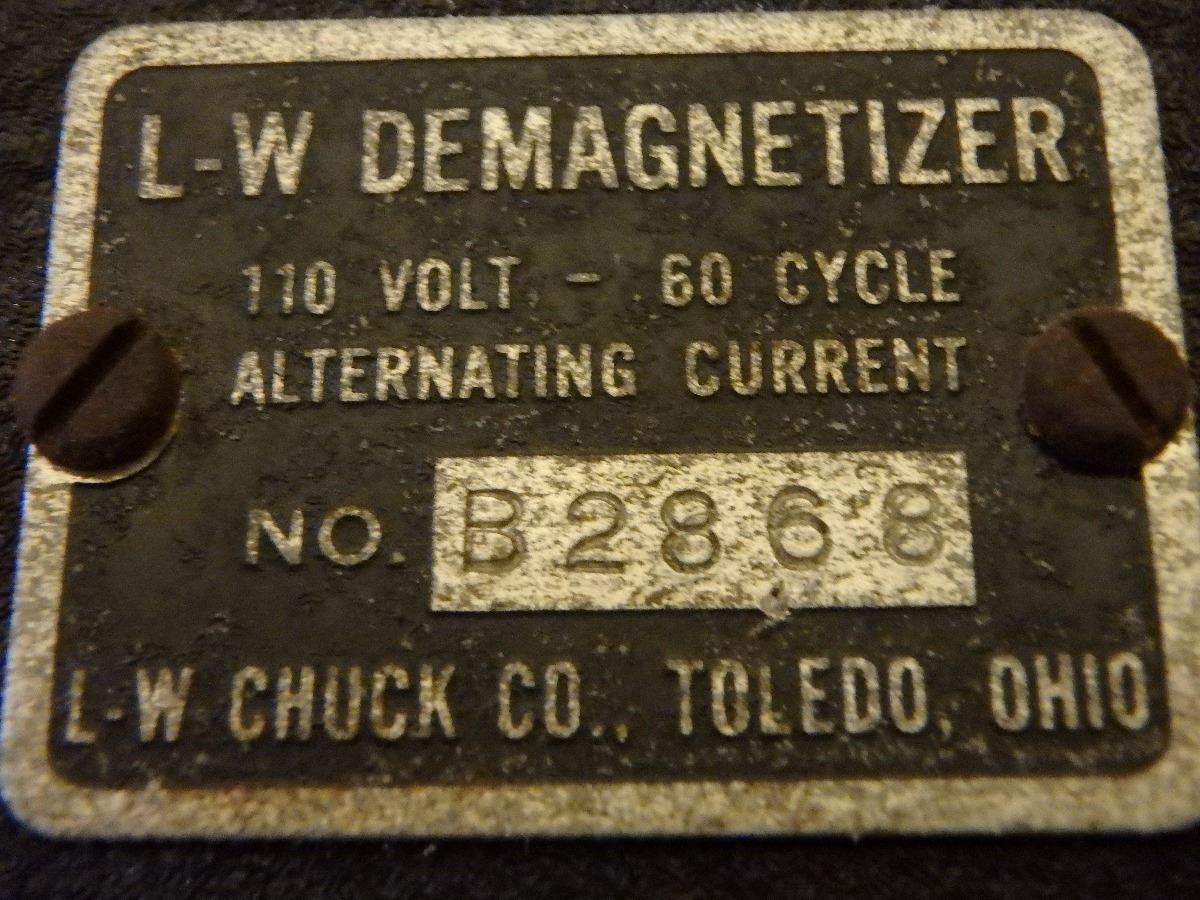 L-W DEMAGNETIZER
110 VOLT - 60 CYCLE
ALTERNATING CURRENT
NO. B2868
L-W CHUCK CO., TOLEDO, OHIO